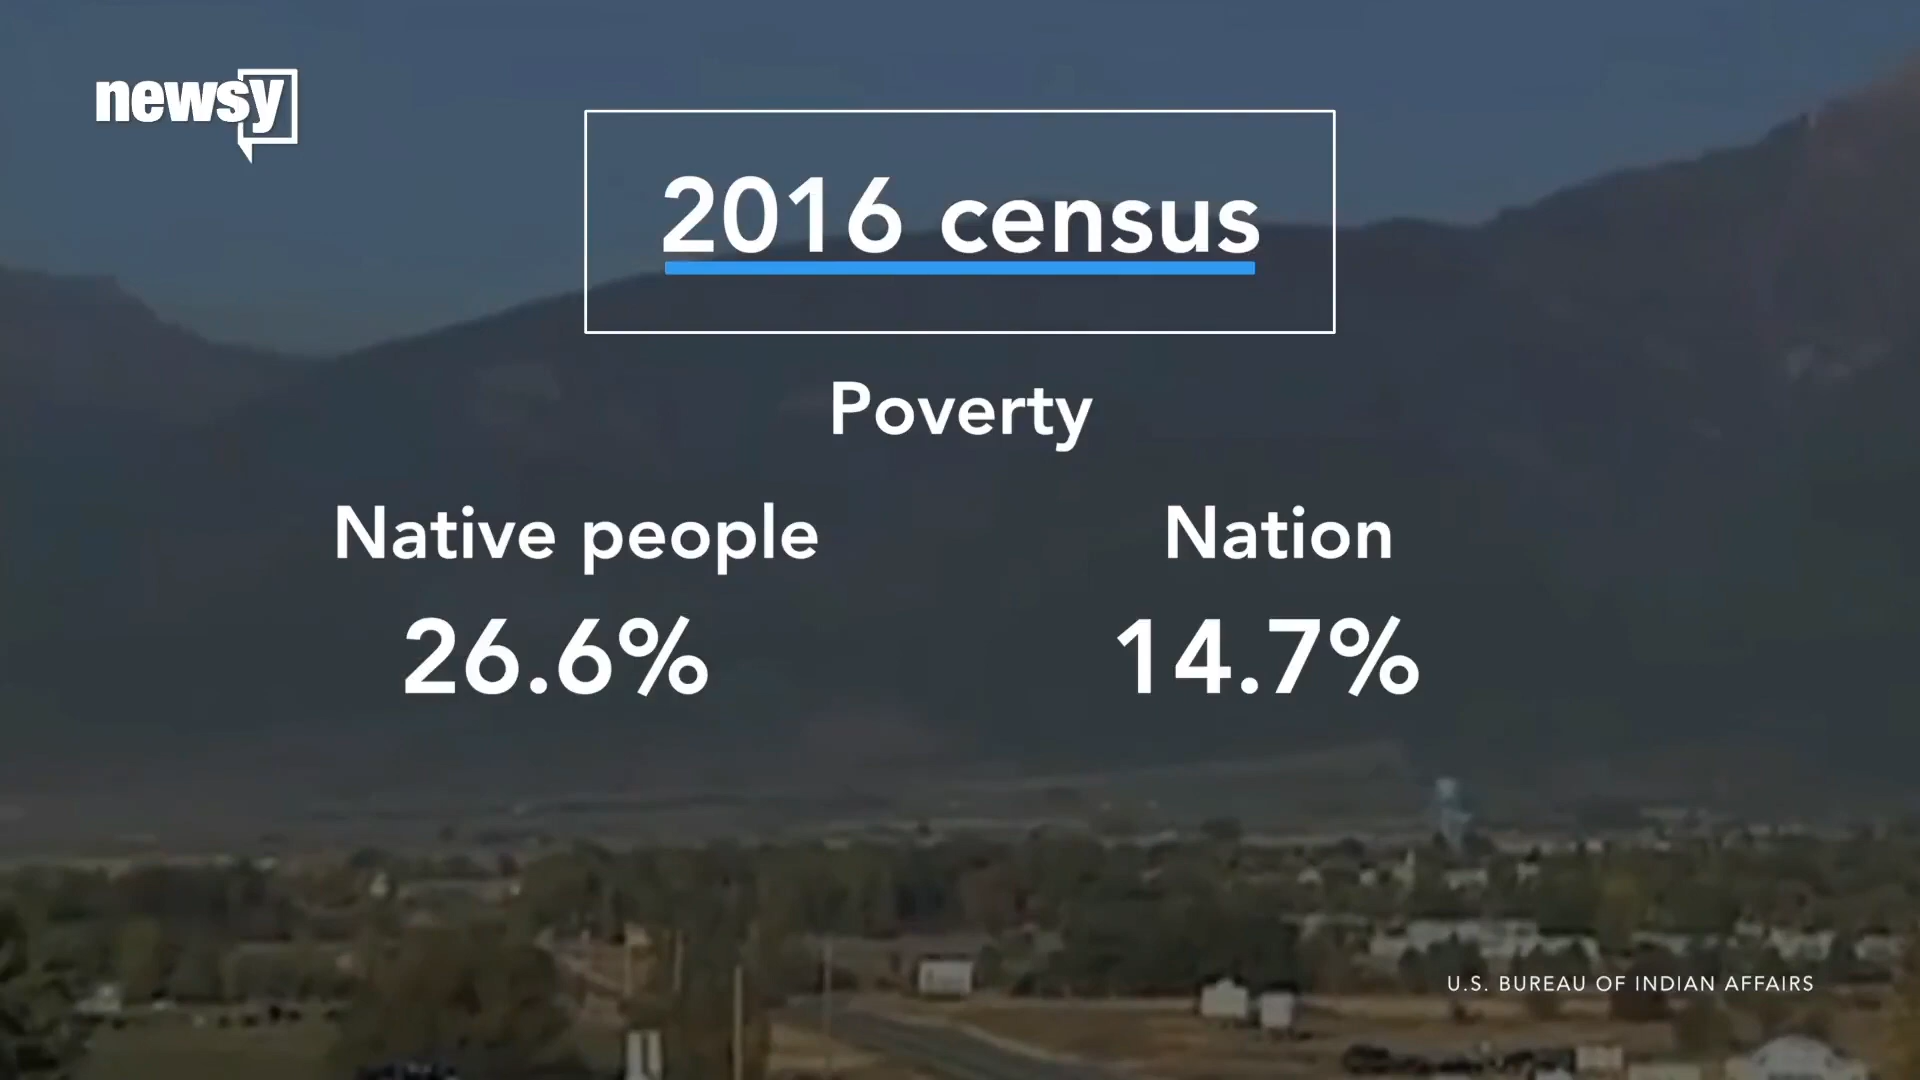 newsy
2016 census
Poverty
Native people
Nation
26.6%
14.7%
U.S. BUREAU OF INDIAN AFFAIRS